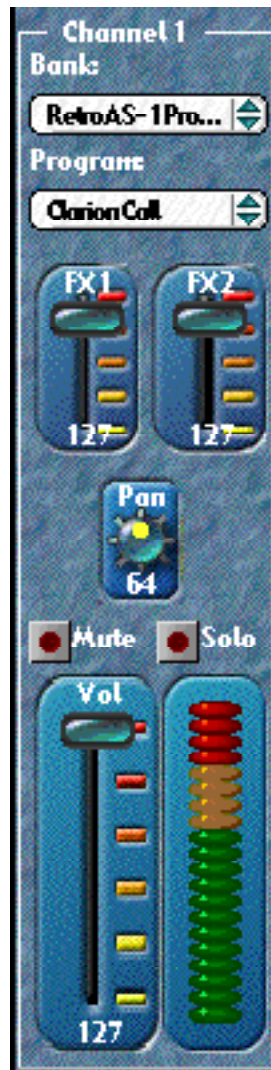 Channel 1
Bank:
RetroAS-1Pro...
Program:
ClarionCall
FX1 FX2
127 127
Pan
64
Mute Solo
Vol
127